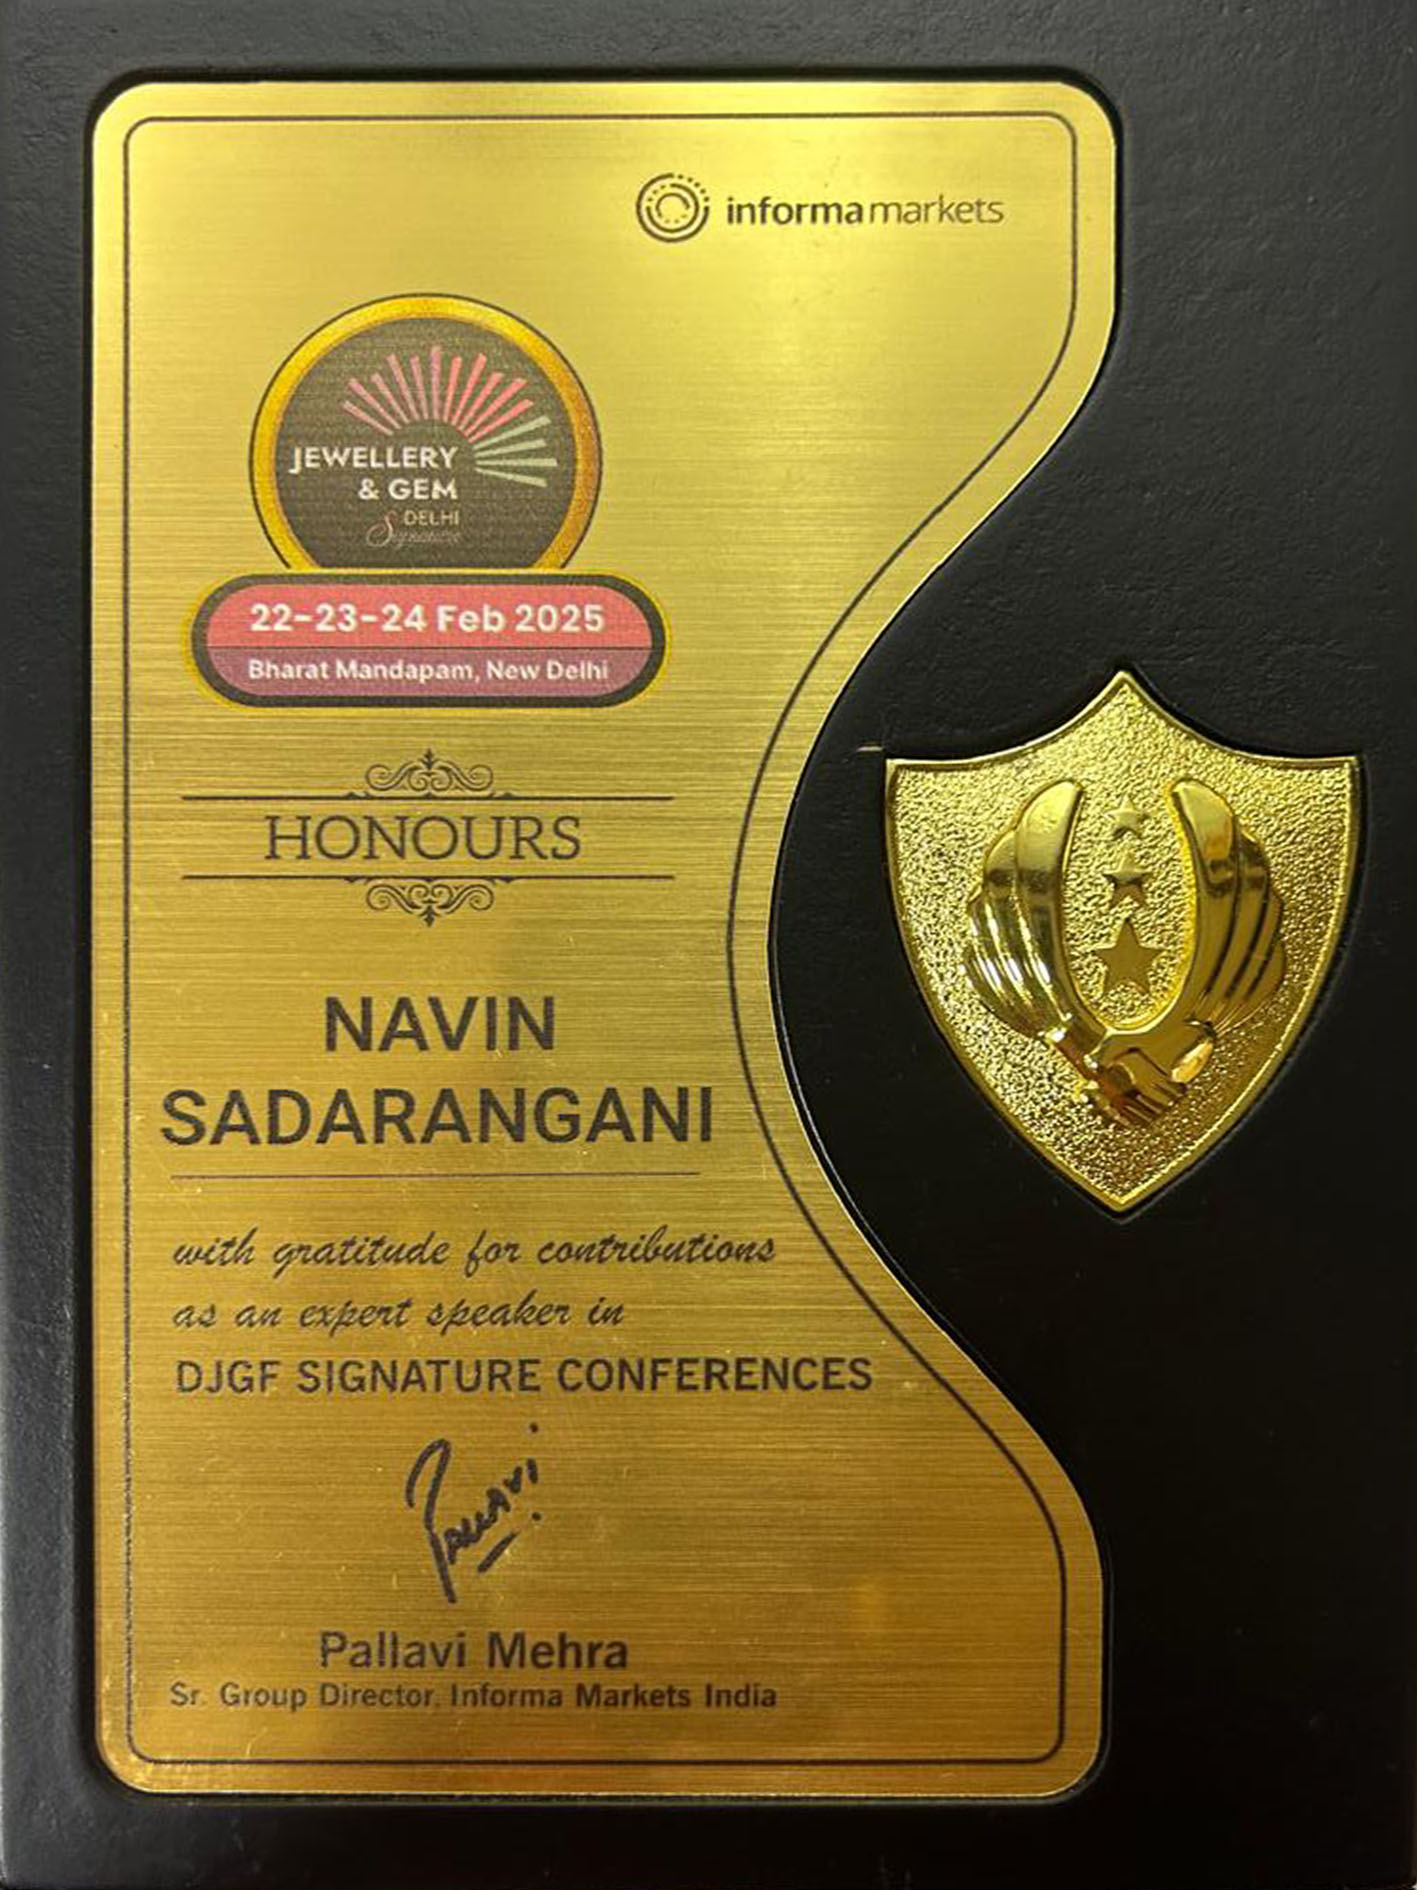 informa markets
JEWELLERY
& GEM
DELHI
Signature
22-23-24 Feb 2025
Bharat Mandapam, New Delhi
HONOURS
NAVIN
SADARANGANI
with gratitude for contributions
as an expert speaker in
DJGF SIGNATURE CONFERENCES
Pallavi
Pallavi Mehra
Sr. Group Director, Informa Markets India